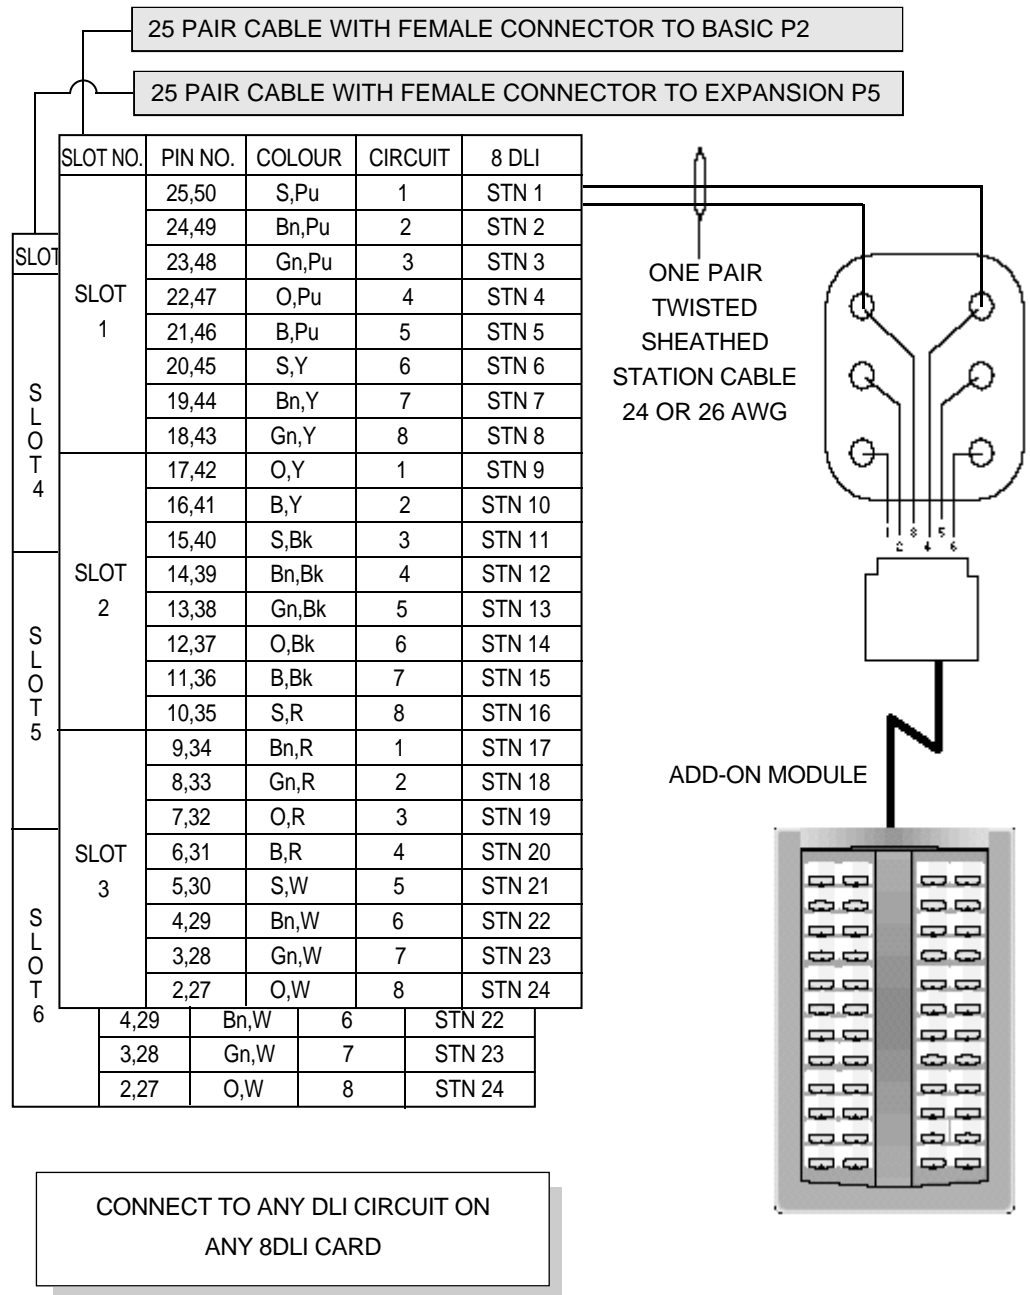 25 PAIR CABLE WITH FEMALE CONNECTOR TO BASIC P2
25 PAIR CABLE WITH FEMALE CONNECTOR TO EXPANSION P5
SLOT NO. PIN NO. COLOUR CIRCUIT 8 DLI
SLOT 1
25,50 S,Pu 1 STN 1
24,49 Bn,Pu 2 STN 2
23,48 Gn,Pu 3 STN 3
22,47 O,Pu 4 STN 4
21,46 B,Pu 5 STN 5
20,45 S,Y 6 STN 6
19,44 Bn,Y 7 STN 7
18,43 Gn,Y 8 STN 8
SLOT 2
17,42 O,Y 1 STN 9
16,41 B,Y 2 STN 10
15,40 S,Bk 3 STN 11
14,39 Bn,Bk 4 STN 12
13,38 Gn,Bk 5 STN 13
12,37 O,Bk 6 STN 14
11,36 B,Bk 7 STN 15
10,35 S,R 8 STN 16
SLOT 3
9,34 Bn,R 1 STN 17
8,33 Gn,R 2 STN 18
7,32 O,R 3 STN 19
6,31 B,R 4 STN 20
5,30 S,W 5 STN 21
4,29 Bn,W 6 STN 22
3,28 Gn,W 7 STN 23
2,27 O,W 8 STN 24
SLOT
SLOT 4
SLOT 5
SLOT 6
4,29 Bn,W 6 STN 22
3,28 Gn,W 7 STN 23
2,27 O,W 8 STN 24
ONE PAIR
TWISTED
SHEATHED
STATION CABLE
24 OR 26 AWG
1 2 3 4 5 6
ADD-ON MODULE
CONNECT TO ANY DLI CIRCUIT ON
ANY 8DLI CARD